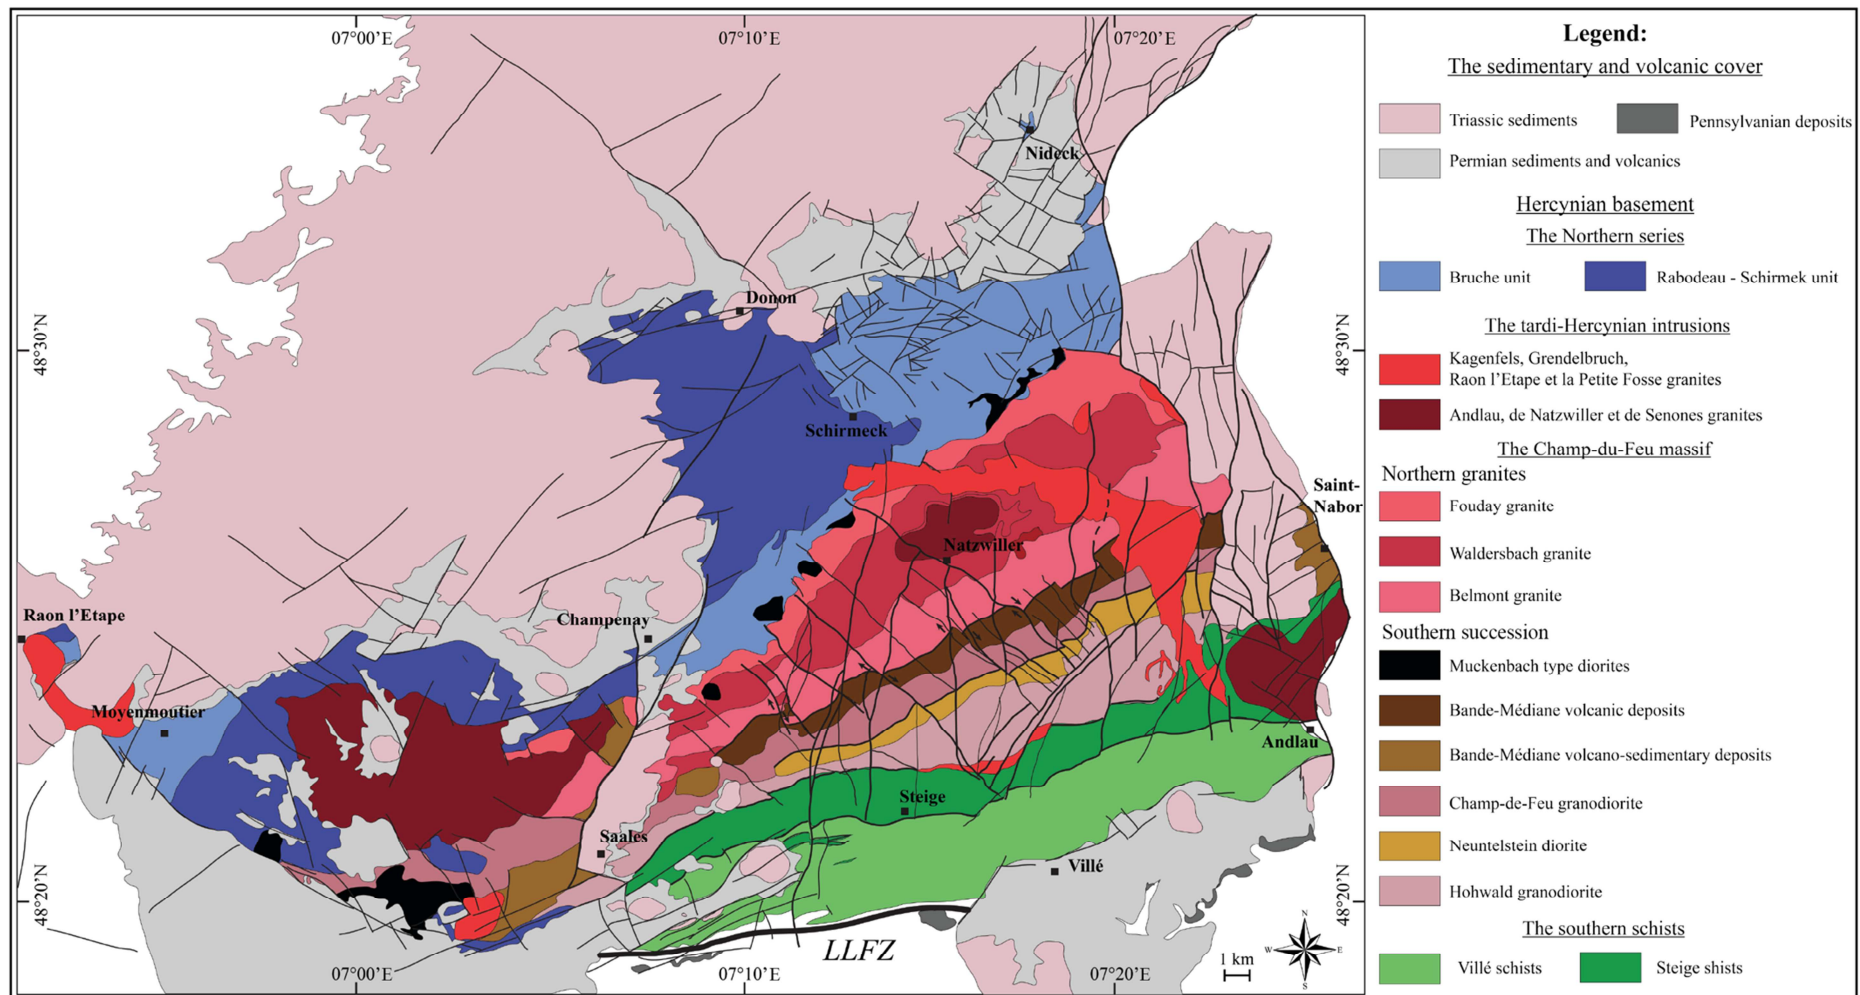 07°00’E
07°10’E
07°20’E
Nideck
Donon
48°30’N
48°30’N
Schirmeck
Saint-
Nabor
Natzwiller
Raon l’Etape
Champenay
Moyenmoutier
Andlau
Steige
Saales
Villé
48°20’N
48°20’N
LLFZ
07°00’E
07°10’E
07°20’E
1 km
N
W
E
S
Legend:
The sedimentary and volcanic cover
Triassic sediments
Pennsylvanian deposits
Permian sediments and volcanics
Hercynian basement
The Northern series
Bruche unit
Rabodeau - Schirmek unit
The tardi-Hercynian intrusions
Kagenfels, Grendelbruch,
Raon l’Etape et la Petite Fosse granites
Andlau, de Natzwiller et de Senones granites
The Champ-du-Feu massif
Northern granites
Fouday granite
Waldersbach granite
Belmont granite
Southern succession
Muckenbach type diorites
Bande-Médiane volcanic deposits
Bande-Médiane volcano-sedimentary deposits
Champ-de-Feu granodiorite
Neuntelstein diorite
Hohwald granodiorite
The southern schists
Villé schists
Steige shists